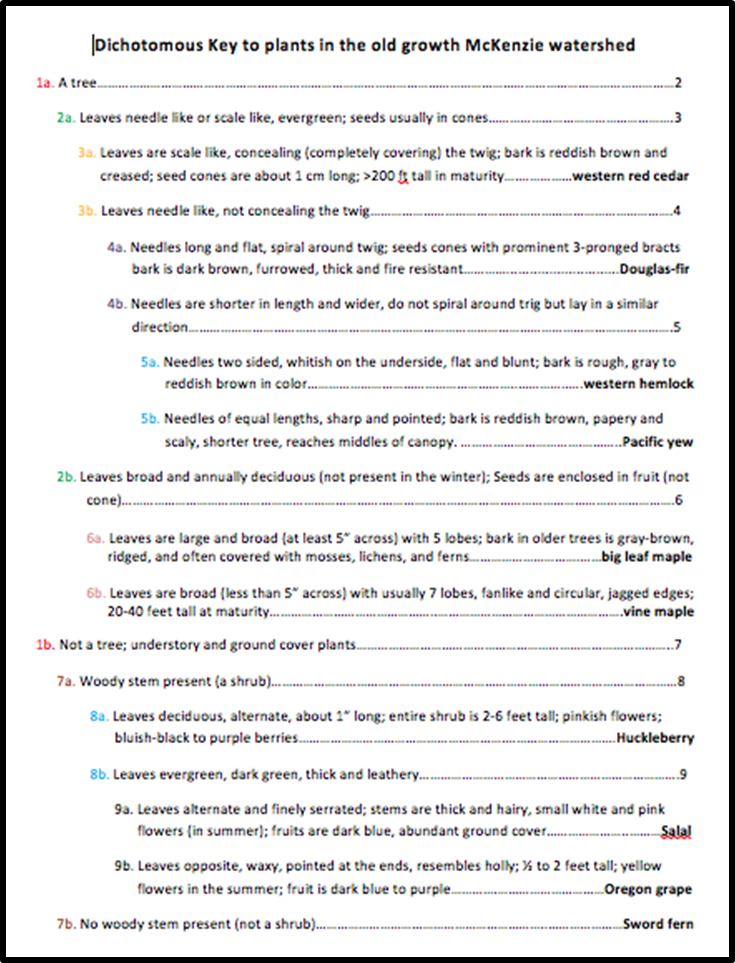 Dichotomous Key to plants in the old growth McKenzie watershed
1a. A tree..........................................................................2
2a. Leaves needle like or scale like, evergreen; seeds usually in cones..........................3
3a. Leaves are scale like, concealing (completely covering) the twig; bark is reddish brown and
creased; seed cones are about 1 cm long; >200 ft tall in maturity..................western red cedar
3b. Leaves needle like, not concealing the twig..........................4
4a. Needles long and flat, spiral around twig; seeds cones with prominent 3-pronged bracts
bark is dark brown, furrowed, thick and fire resistant..........................Douglas-fir
4b. Needles are shorter in length and wider, do not spiral around trig but lay in a similar
direction..........................5
5a. Needles two sided, whitish on the underside, flat and blunt; bark is rough, gray to
reddish brown in color..........................western hemlock
5b. Needles of equal lengths, sharp and pointed; bark is reddish brown, papery and
scaly, shorter tree, reaches middles of canopy. ..........................Pacific yew
2b. Leaves broad and annually deciduous (not present in the winter); Seeds are enclosed in fruit (not
cone)..........................6
6a. Leaves are large and broad (at least 5” across) with 5 lobes; bark in older trees is gray-brown,
ridged, and often covered with mosses, lichens, and ferns..........................big leaf maple
6b. Leaves are broad (less than 5” across) with usually 7 lobes, fanlike and circular, jagged edges;
20-40 feet tall at maturity..........................vine maple
1b. Not a tree; understory and ground cover plants..........................7
7a. Woody stem present (a shrub)..........................8
8a. Leaves deciduous, alternate, about 1” long; entire shrub is 2-6 feet tall; pinkish flowers;
bluish-black to purple berries..........................Huckleberry
8b. Leaves evergreen, dark green, thick and leathery..........................9
9a. Leaves alternate and finely serrated; stems are thick and hairy, small white and pink
flowers (in summer); fruits are dark blue, abundant ground cover..........................Salal
9b. Leaves opposite, waxy, pointed at the ends, resembles holly; ½ to 2 feet tall; yellow
flowers in the summer; fruit is dark blue to purple..........................Oregon grape
7b. No woody stem present (not a shrub)..........................Sword fern